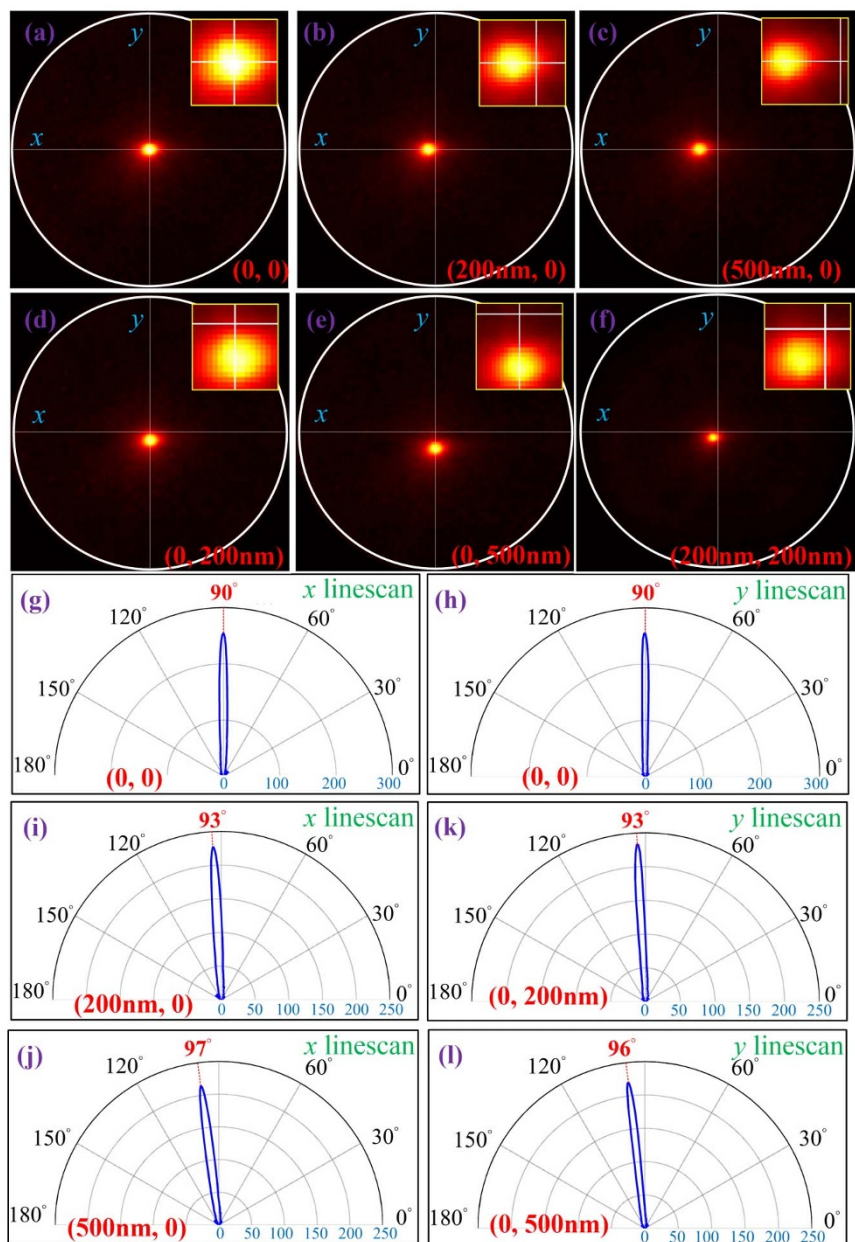 (a) y x (0, 0)
(b) y x (200nm, 0)
(c) y x (500nm, 0)
(d) y x (0, 200nm)
(e) y x (0, 500nm)
(f) y x (200nm, 200nm)
(g) 90° x linescan
120° 60°
150° 30°
180° 0°
(0, 0)
0 100 200 300
(h) 90° y linescan
120° 60°
150° 30°
180° 0°
(0, 0)
0 100 200 300
(i) 93° x linescan
120° 60°
150° 30°
180° 0°
(200nm, 0)
0 50 100 150 200 250
(k) 93° y linescan
120° 60°
150° 30°
180° 0°
(0, 200nm)
0 50 100 150 200 250
(j) 97° x linescan
120° 60°
150° 30°
180° 0°
(500nm, 0)
0 50 100 150 200 250
(l) 96° y linescan
120° 60°
150° 30°
180° 0°
(0, 500nm)
0 50 100 150 200 250